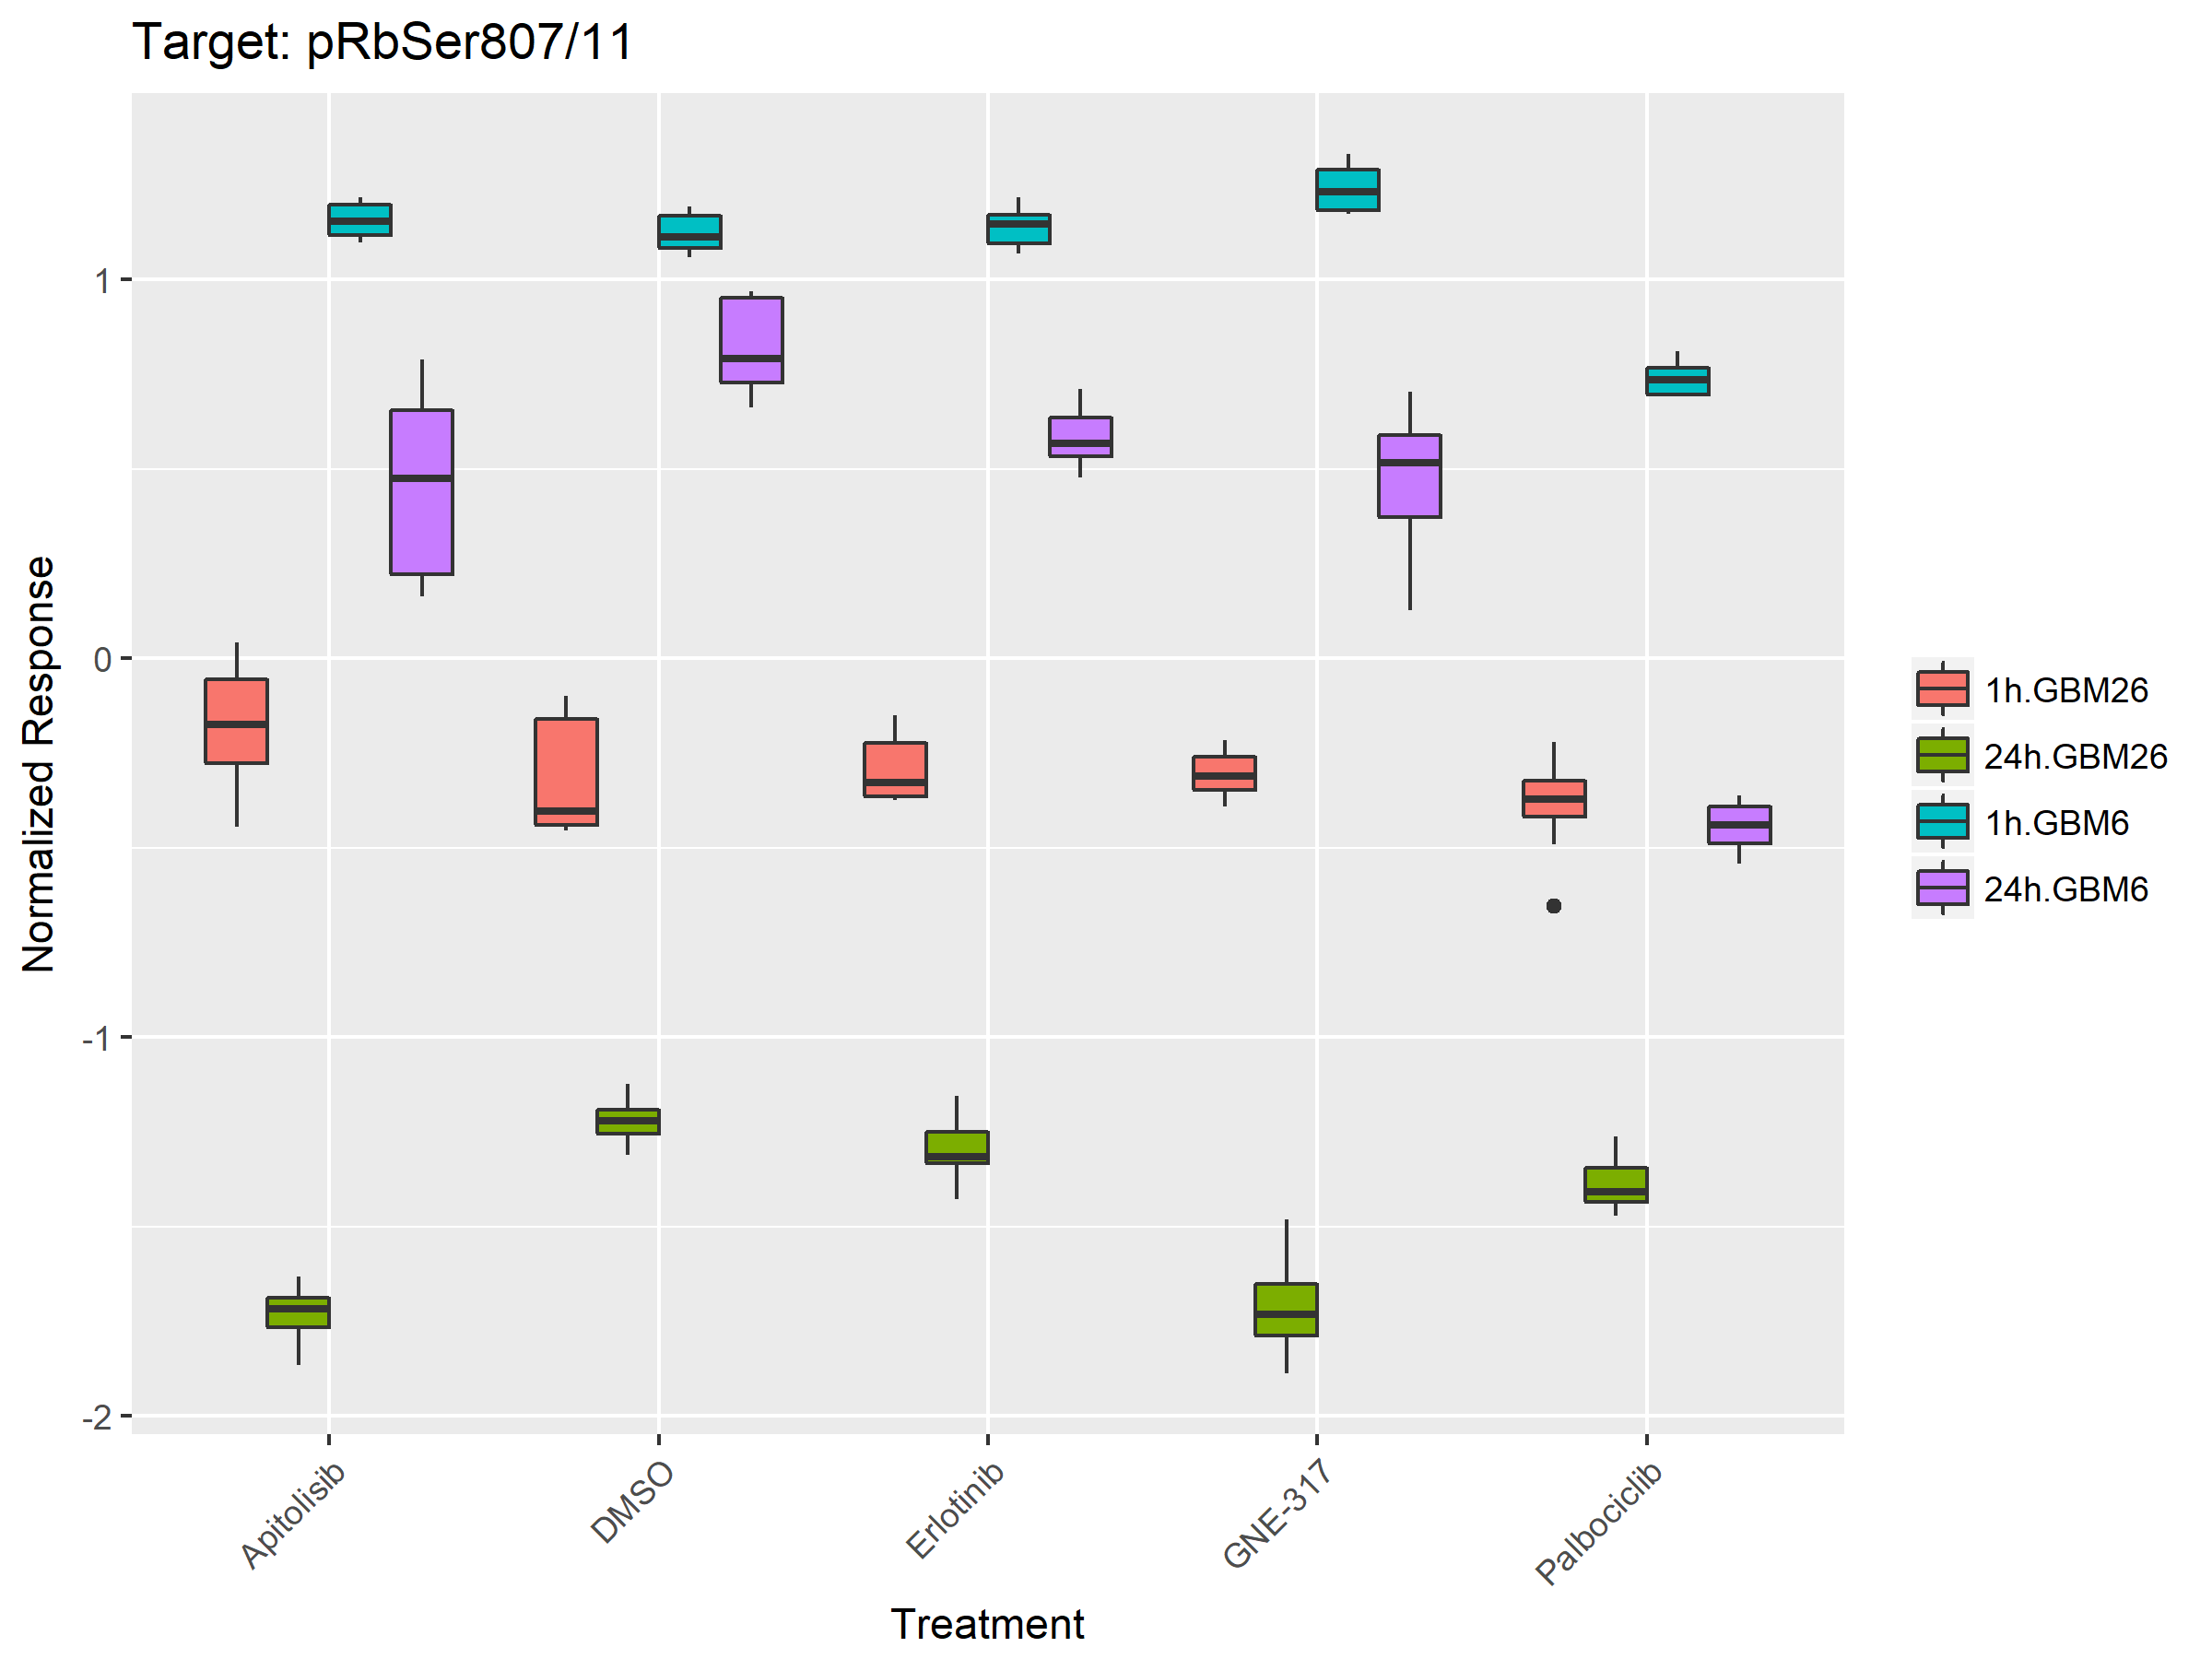 Target: pRbSer807/11
Normalized Response
1
0
-1
-2
Apitolisib
DMSO
Erlotinib
GNE-317
Palbociclib
Treatment
1h.GBM26
24h.GBM26
1h.GBM6
24h.GBM6